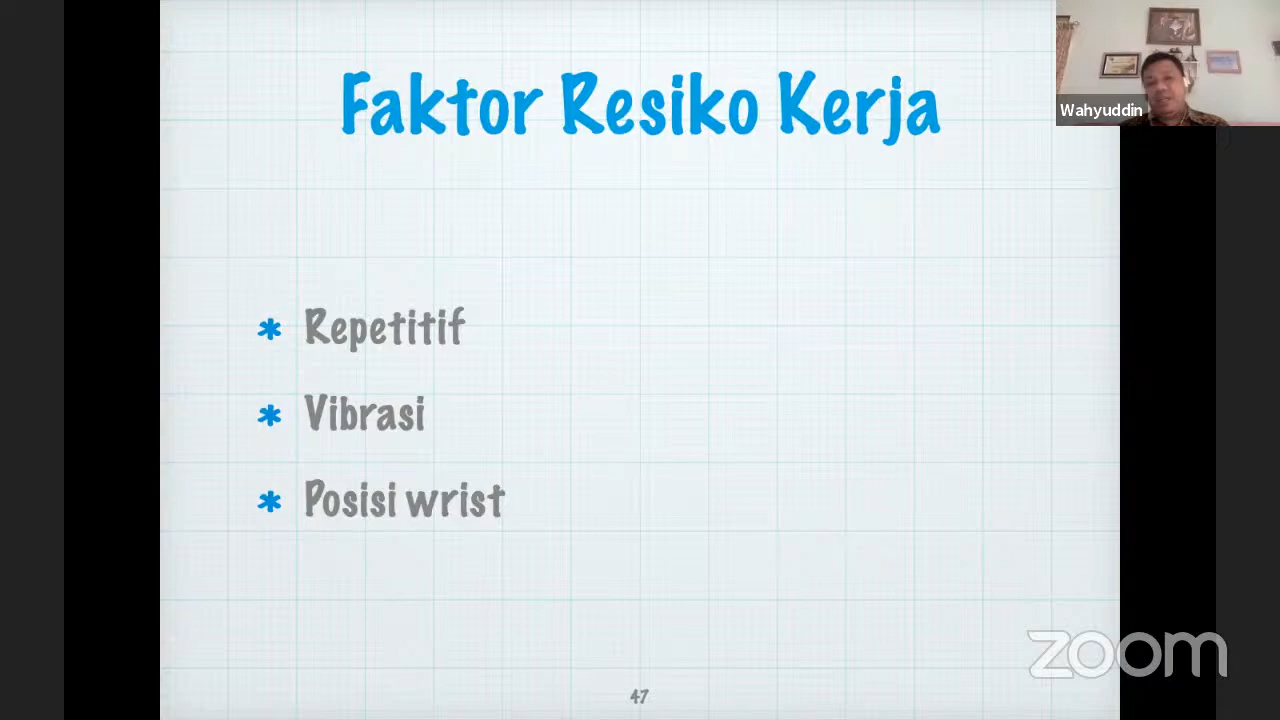 Faktor Resiko Kerja
Wahyuddin
* Repetitif
* Vibrasi
* Posisi wrist
zoom
47